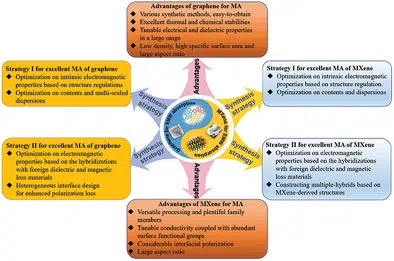 Advantages of graphene for MA
Various synthetic methods, easy-to-obtain
Excellent thermal and chemical stabilities
Tunable electrical and dielectric properties
in a large range
Low density, high specific surface area and
large aspect ratio
Strategy I for excellent MA of graphene
Optimization on intrinsic electromagnetic
properties based on structure regulations
Optimization on contents and multi-scaled
dispersions
Strategy I for excellent MA of MXene
Optimization on intrinsic electromagnetic
properties based on structure regulation.
Optimization on contents and dispersions
Advantages
Synthesis
strategy
Synthesis
strategy
Synthesis
strategy
Synthesis
strategy
Advantages
Strategy II for excellent MA of graphene
Optimization on electromagnetic
properties based on the hybridizations
with foreign dielectric and magnetic
loss materials
Heterogeneous interface design
for enhanced polarization loss
Strategy II for excellent MA of MXene
Optimization on electromagnetic
properties based on the hybridizations
with foreign dielectric and magnetic
loss materials
Constructing multiple-hybrids based on
MXene-derived structures
Advantages of MXene for MA
Versatile processing and plentiful family
members
Tunable conductivity coupled with abundant
surface functional groups
Considerable interfacial polarization
Large aspect ratio